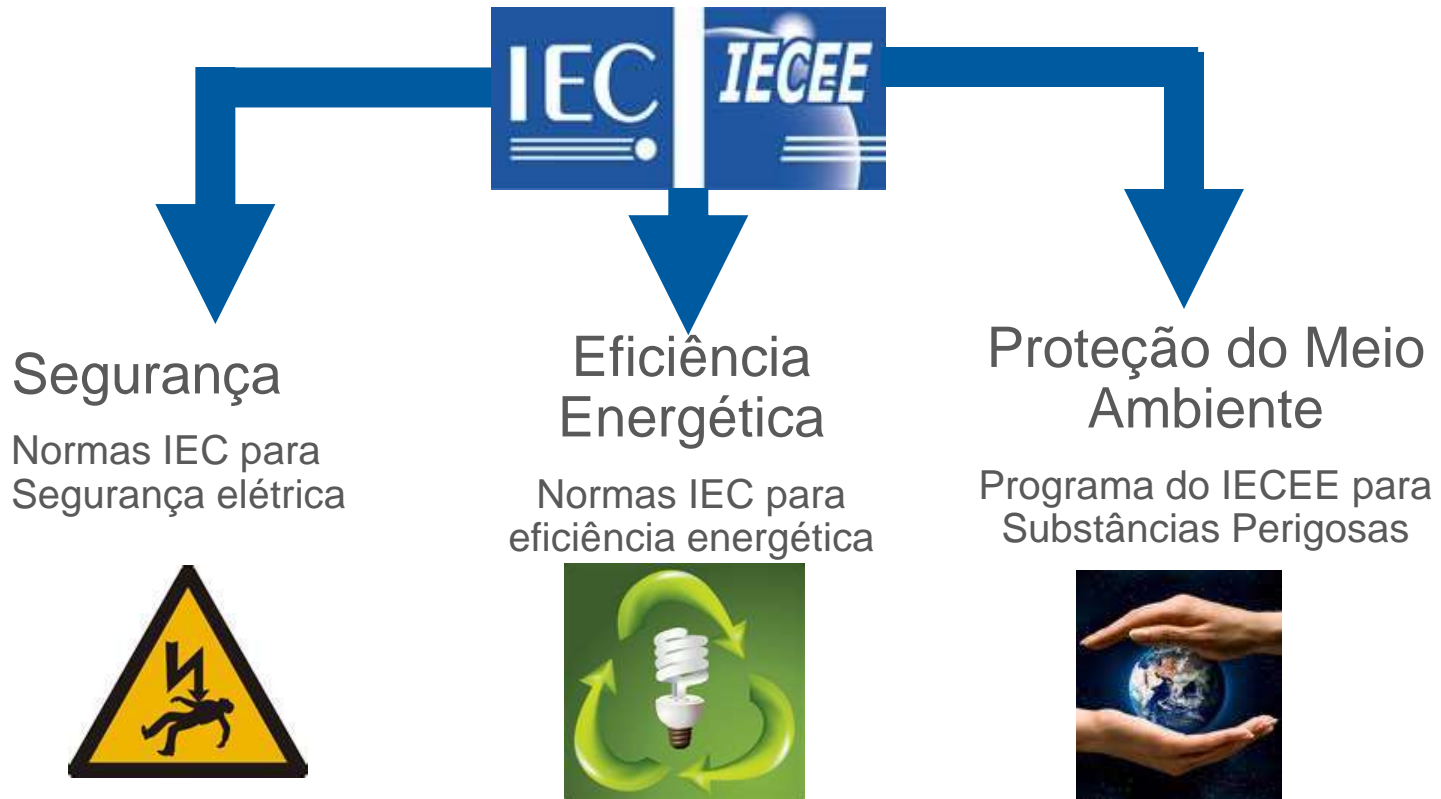 IEC IECEE
Segurança
Normas IEC para
Segurança elétrica
Eficiência
Energética
Normas IEC para
eficiência energética
Proteção do Meio
Ambiente
Programa do IECEE para
Substâncias Perigosas